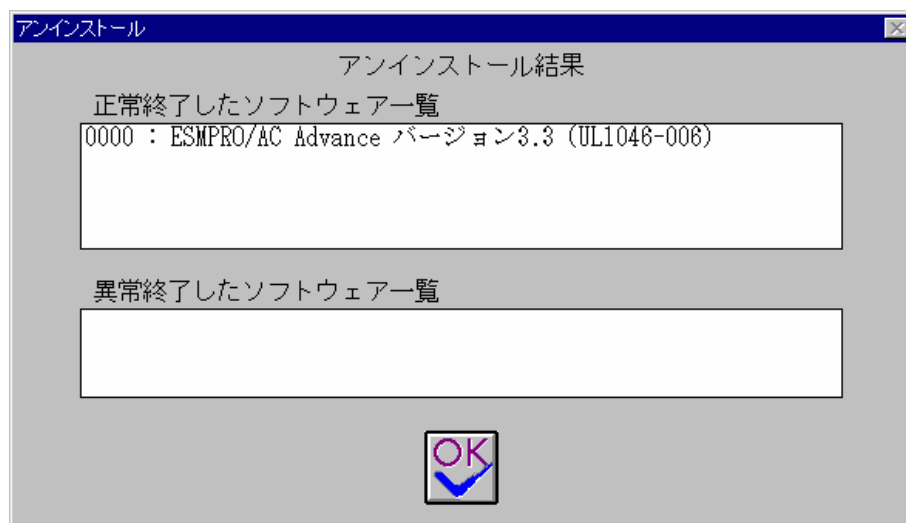 アンインストール
アンインストール結果
正常終了したソフトウェア一覧
0000 : ESMPRO/AC Advance バージョン3.3 (UL1046-006)
異常終了したソフトウェア一覧
OK